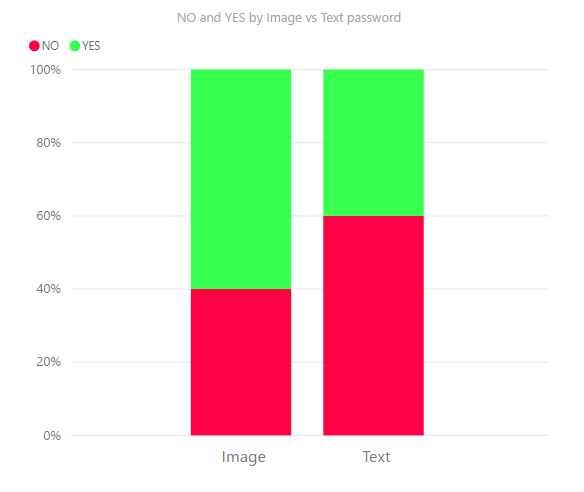 NO and YES by Image vs Text password
NO YES
100%
80%
60%
40%
20%
0%
Image Text